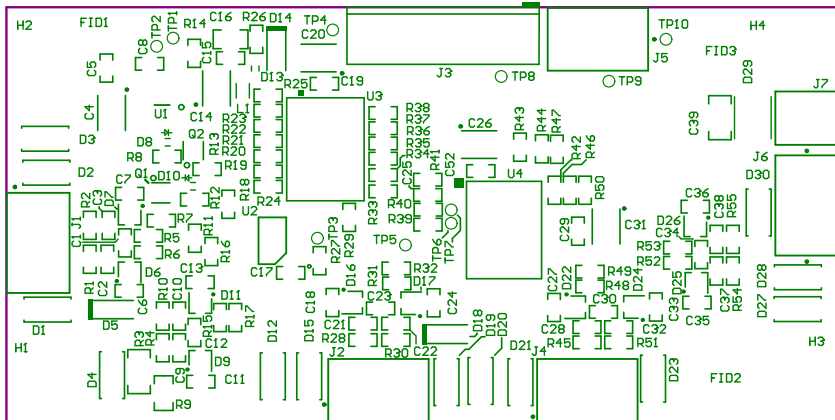 H2
FID1
C8
TP2
TP1
R14
C16
R26
D14
TP4
C20
TP10
H4
C5
C15
D13
R25
C19
J3
TP8
TP9
J5
FID3
D29
J7
C4
U1
C14
L1
U3
R23
R22
R21
R20
R19
R38
R37
R36
R35
R34
C26
R43
R44
R47
C39
D3
D8
Q2
R13
R8
D2
Q1
D10
R18
R24
R12
C25
R41
C52
U4
R42
R46
R50
J6
D30
J1
R2
C3
D7
C7
R7
R11
U2
TP3
R29
R33
R40
R39
TP5
TP6
TP7
C29
C31
C36
D26
C34
C38
R55
C1
R5
R6
R16
R1
C2
D6
C13
C17
R27
D16
R31
R32
D17
D22
R49
R48
D24
R53
R52
D25
D28
D1
D5
C6
R10
C10
D11
R17
C18
C21
C23
C24
C27
C28
C30
C32
C33
C35
C37
R54
D27
H1
R3
R4
R15
C12
D12
D15
R28
R30
C22
J2
D18
D19
D20
D21
J4
R45
R51
D23
H3
D4
C9
D9
C11
R9
FID2